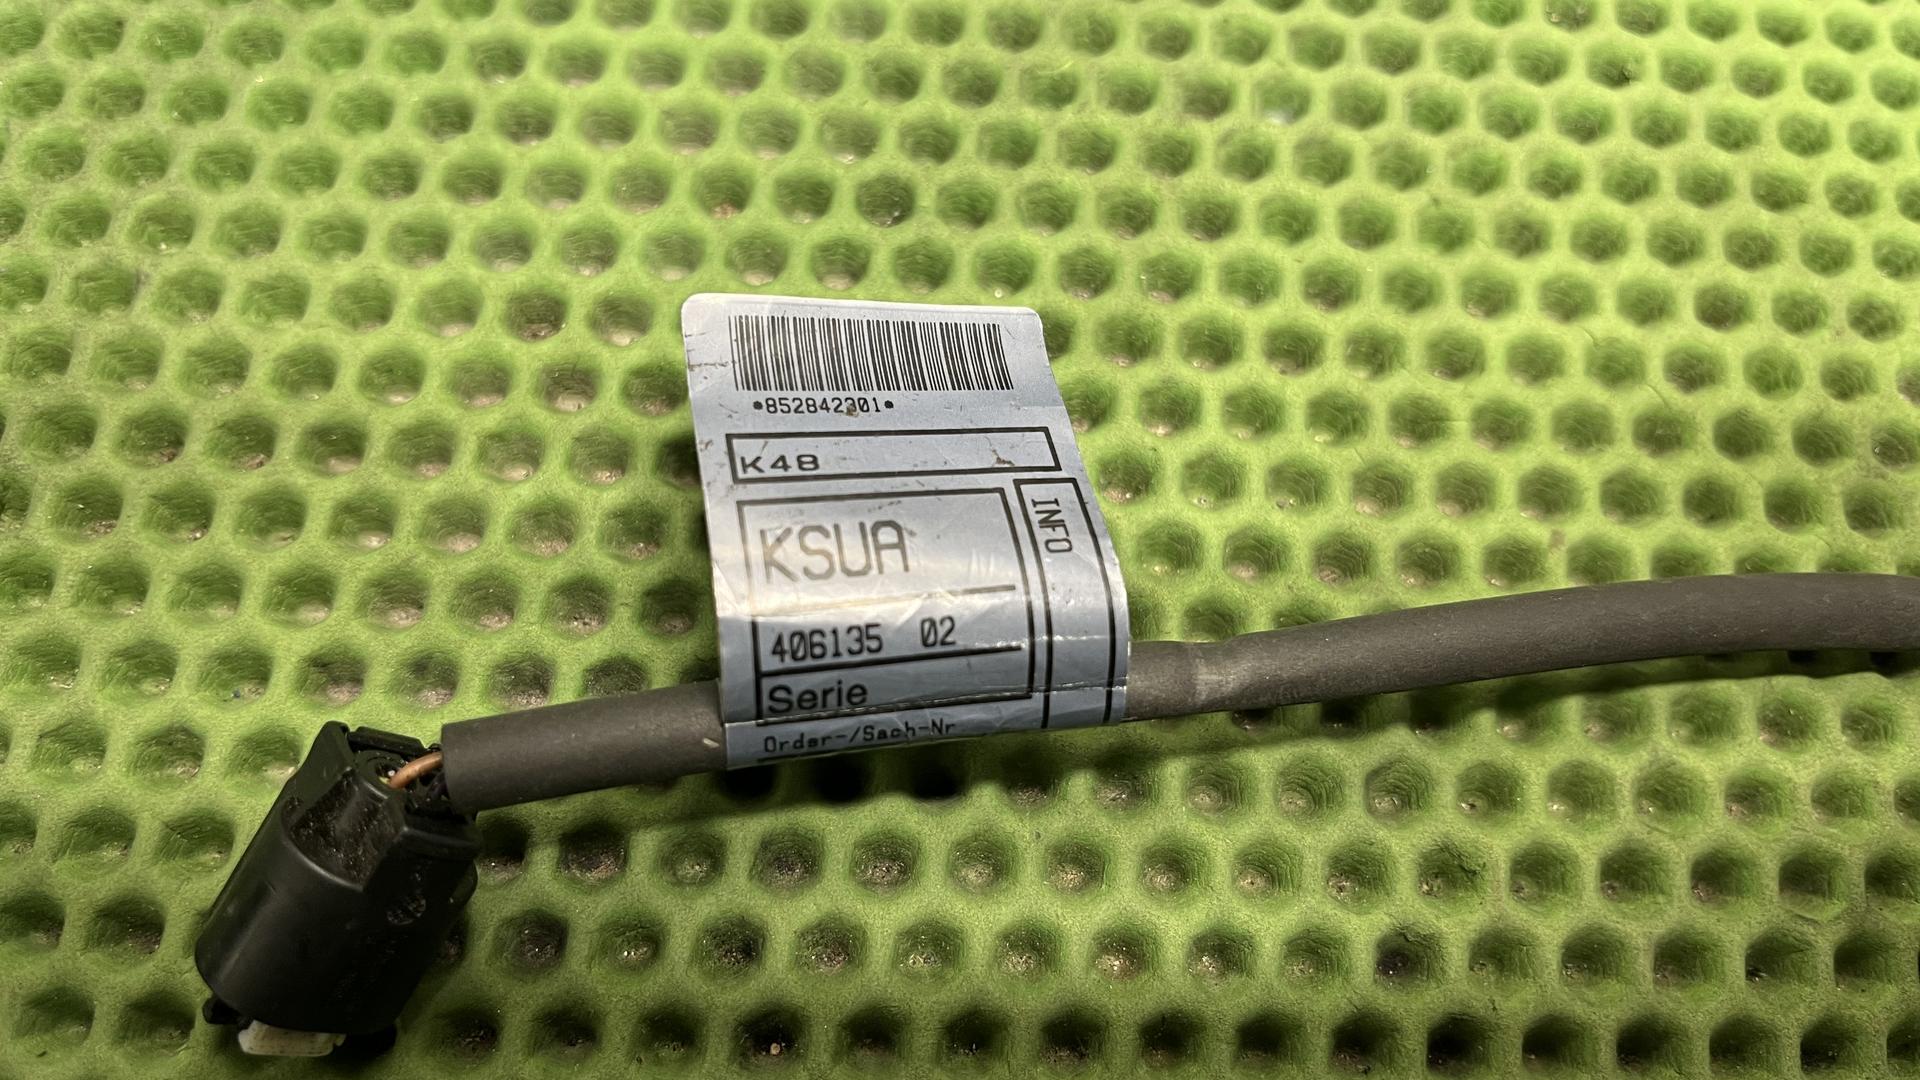 *852842301*
K48
INFO
KSUA
406135 02
Serie
Order-/Sach-Nr